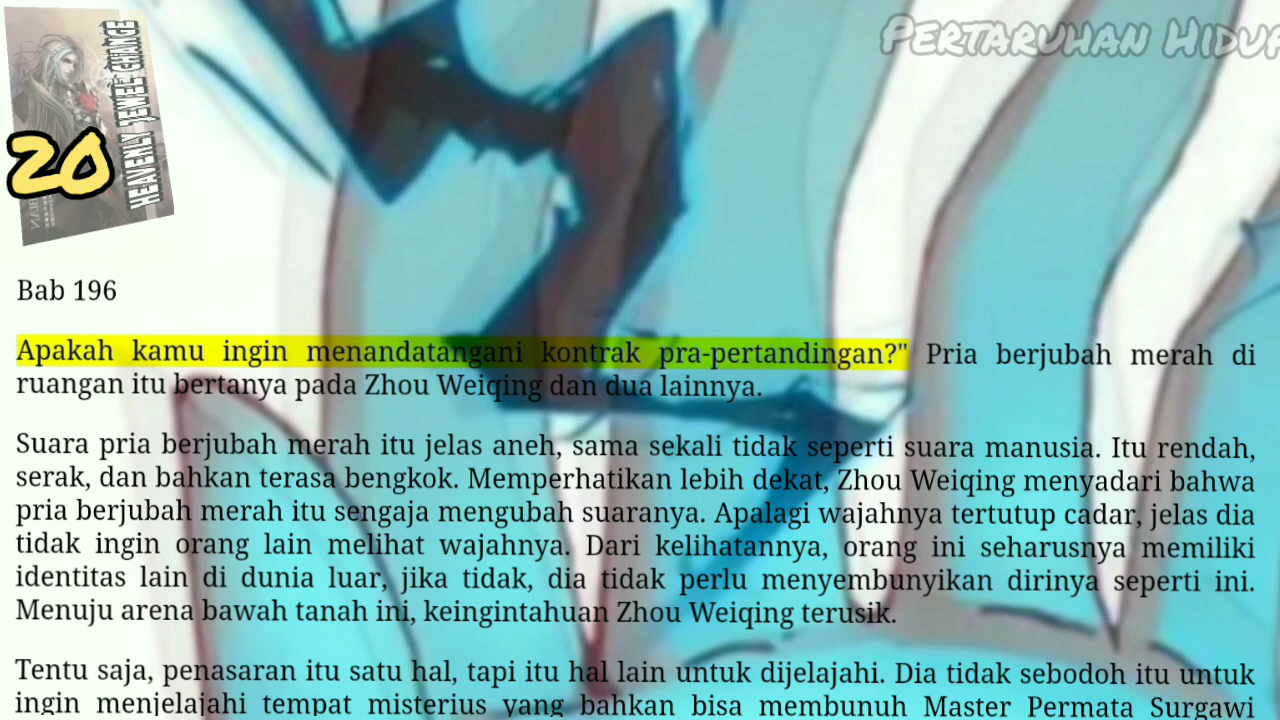 PERTARUHAN HIDUP
HEAVENLY JEWEL CHANGE
20
Bab 196
Apakah kamu ingin menandatangani kontrak pra-pertandingan?" Pria berjubah merah di
ruangan itu bertanya pada Zhou Weiqing dan dua lainnya.
Suara pria berjubah merah itu jelas aneh, sama sekali tidak seperti suara manusia. Itu rendah,
serak, dan bahkan terasa bengkok. Memperhatikan lebih dekat, Zhou Weiqing menyadari bahwa
pria berjubah merah itu sengaja mengubah suaranya. Apalagi wajahnya tertutup cadar, jelas dia
tidak ingin orang lain melihat wajahnya. Dari kelihatannya, orang ini seharusnya memiliki
identitas lain di dunia luar, jika tidak, dia tidak perlu menyembunyikan dirinya seperti ini.
Menuju arena bawah tanah ini, keingintahuan Zhou Weiqing terusik.
Tentu saja, penasaran itu satu hal, tapi itu hal lain untuk dijelajahi. Dia tidak sebodoh itu untuk
ingin menjelajahi tempat misterius yang bahkan bisa membunuh Master Permata Surgawi